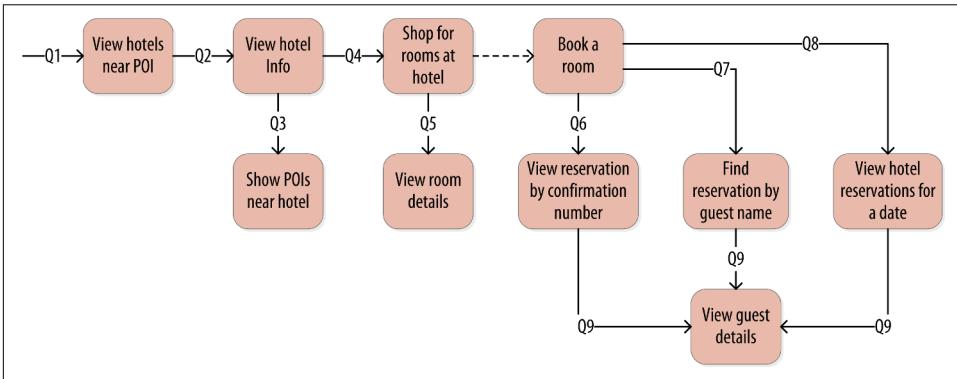 Q1
View hotels
near POI
Q2
View hotel
Info
Q4
Shop for
rooms at
hotel
Book a
room
Q8
Q7
Q3
Q5
Q6
Show POIs
near hotel
View room
details
View reservation
by confirmation
number
Find
reservation by
guest name
View hotel
reservations for
a date
Q9
View guest
details
Q9
Q9